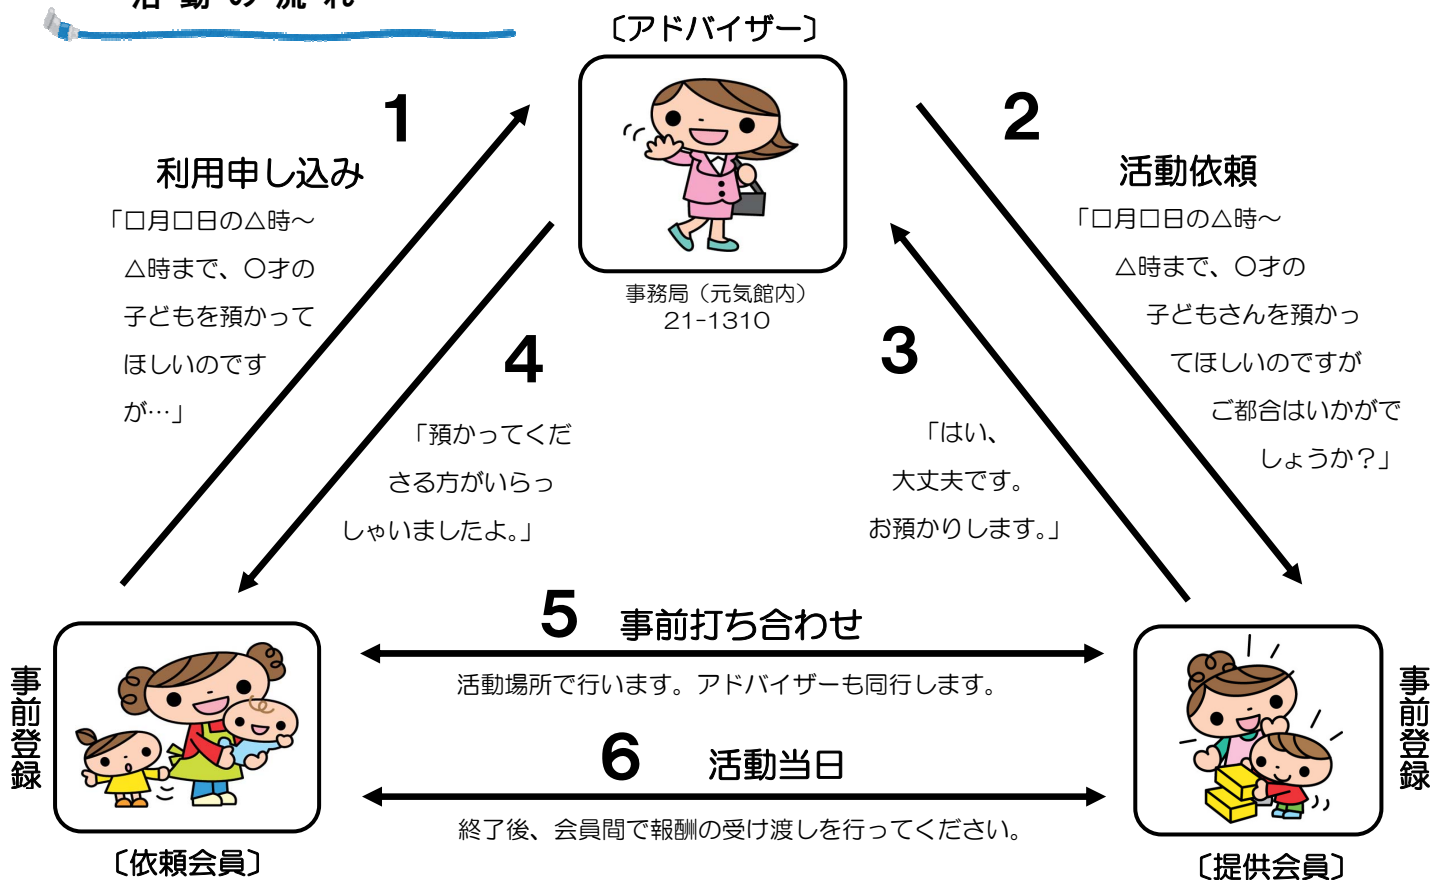 活動の流れ
〔アドバイザー〕
1
利用申し込み
「□月□日の△時～
△時まで、〇才の
子どもを預かって
ほしいのです
が…」
2
活動依頼
「□月□日の△時～
△時まで、〇才の
子どもさんを預かっ
てほしいのですが
ご都合はいかがで
しょうか？」
事務局（元気館内）
21-1310
4
「預かってくだ
さる方がいらっ
しゃいましたよ。」
3
「はい、
大丈夫です。
お預かりします。」
5 事前打ち合わせ
活動場所で行います。アドバイザーも同行します。
6 活動当日
終了後、会員間で報酬の受け渡しを行ってください。
事前登録
〔依頼会員〕
事前登録
〔提供会員〕